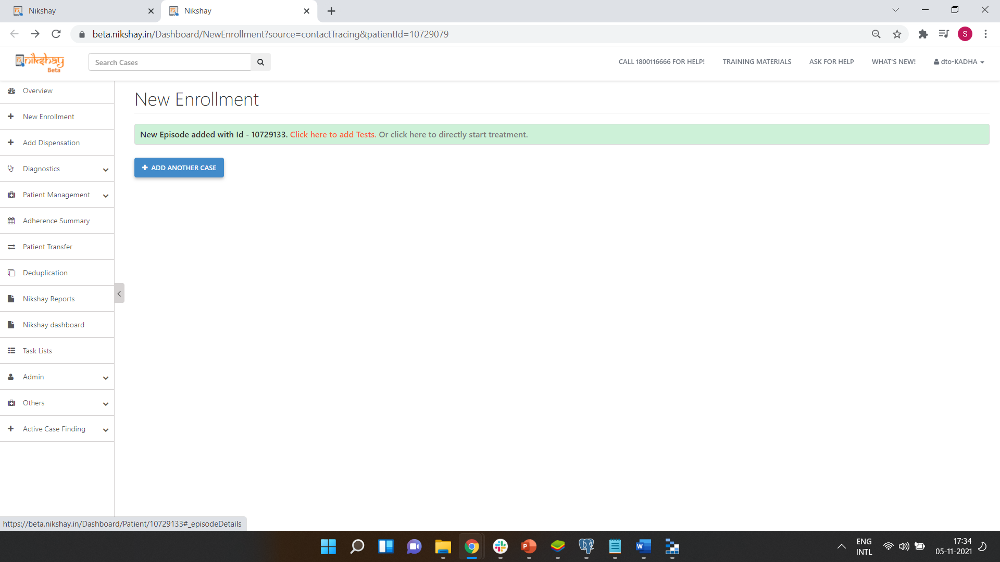 Nikshay
Nikshay
beta.nikshay.in/Dashboard/NewEnrollment?source=contactTracing&patientId=10729079
S
nikshay
Beta
Search Cases
CALL 1800116666 FOR HELP!
TRAINING MATERIALS
ASK FOR HELP
WHAT'S NEW!
dto-KADHA
Overview
New Enrollment
Add Dispensation
Diagnostics
Patient Management
Adherence Summary
Patient Transfer
Deduplication
Nikshay Reports
Nikshay dashboard
Task Lists
Admin
Others
Active Case Finding
New Enrollment
New Episode added with Id - 10729133. Click here to add Tests. Or click here to directly start treatment.
ADD ANOTHER CASE
https://beta.nikshay.in/Dashboard/Patient/10729133#_episodeDetails
P
W
ENG
INTL
17:34
05-11-2021